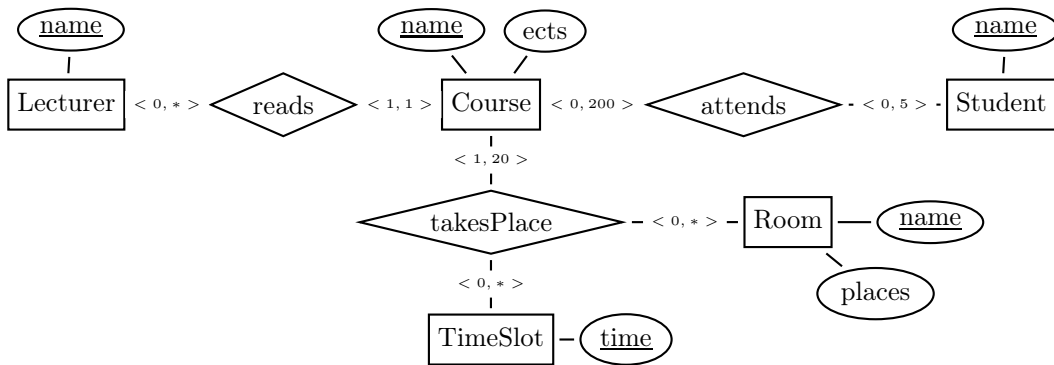 name name ects name
Lecturer < 0, * > reads < 1, 1 > Course < 0, 200 > attends < 0, 5 > Student
< 1, 20 >
takesPlace < 0, * > Room name
< 0, * > places
TimeSlot time